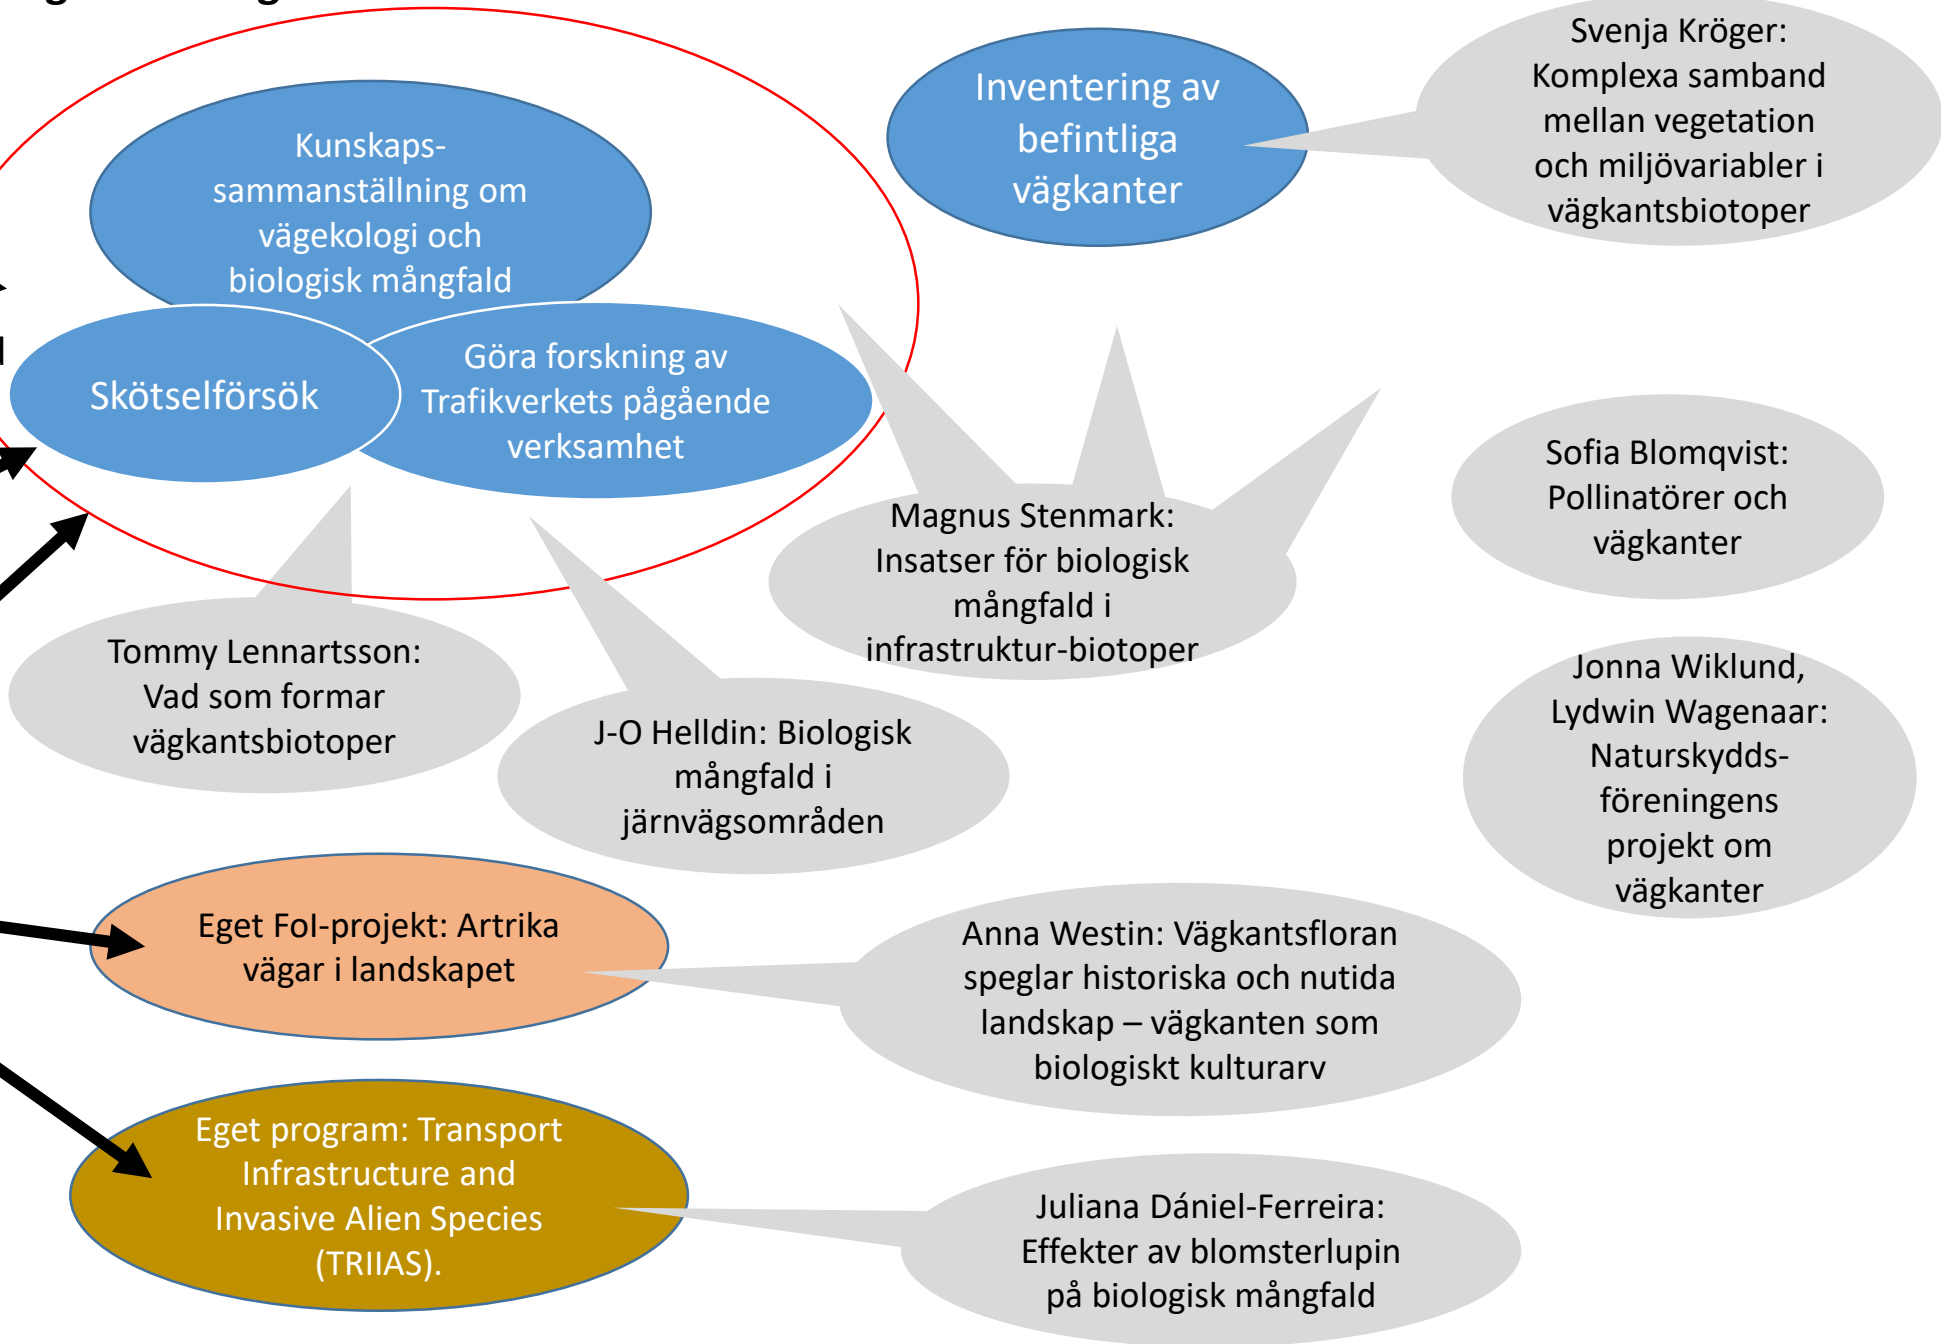 Kunskaps-
sammanställning om
vägekologi och
biologisk mångfald
Skötselförsök
Göra forskning av
Trafikverkets pågående
verksamhet
Inventering av
befintliga
vägkanter
Svenja Kröger:
Komplexa samband
mellan vegetation
och miljövariabler i
vägkantsbiotoper
Magnus Stenmark:
Insatser för biologisk
mångfald i
infrastruktur-biotoper
Sofia Blomqvist:
Pollinatörer och
vägkanter
Tommy Lennartsson:
Vad som formar
vägkantsbiotoper
J-O Helldin: Biologisk
mångfald i
järnvägsområden
Jonna Wiklund,
Lydwin Wagenaar:
Naturskydds-
föreningens
projekt om
vägkanter
Eget FoI-projekt: Artrika
vägar i landskapet
Anna Westin: Vägkantsfloran
speglar historiska och nutida
landskap – vägkanten som
biologiskt kulturarv
Eget program: Transport
Infrastructure and
Invasive Alien Species
(TRIIAS).
Juliana Dániel-Ferreira:
Effekter av blomsterlupin
på biologisk mångfald